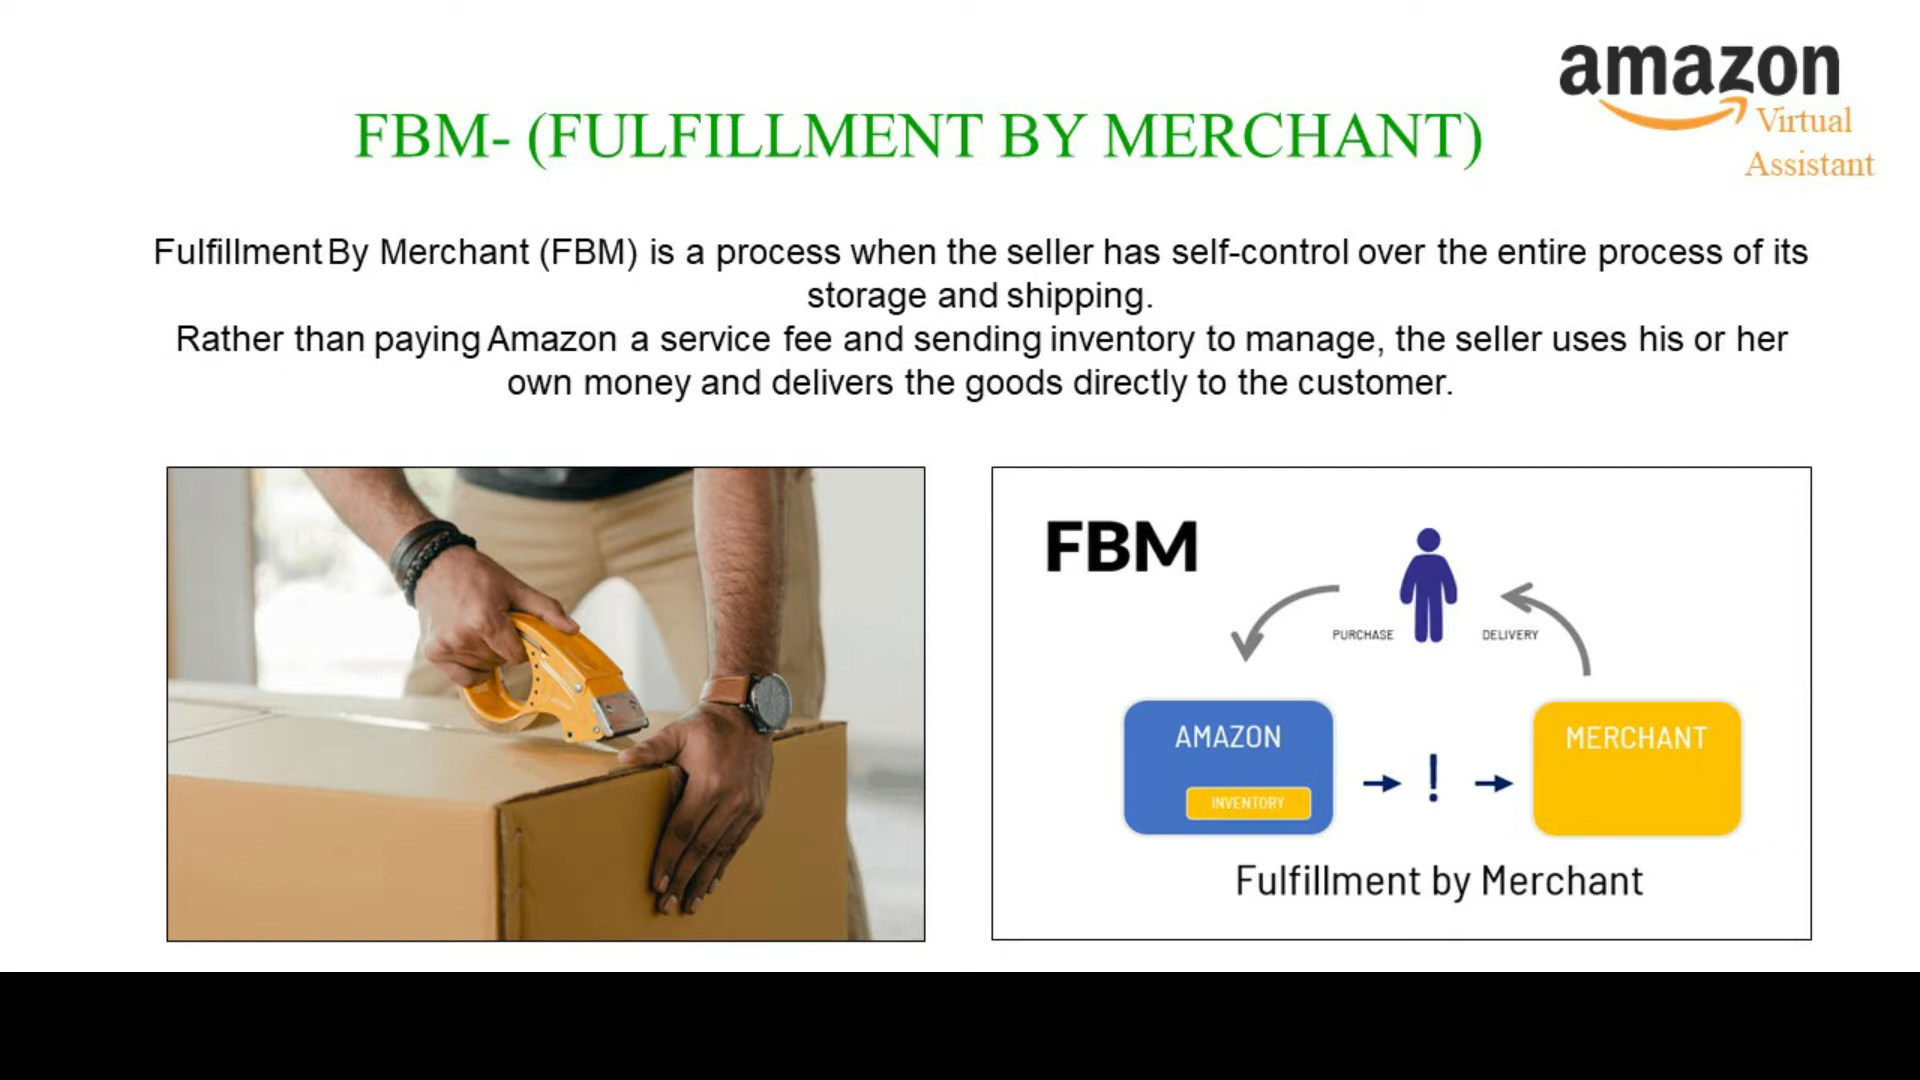 amazon
Virtual
Assistant
FBM- (FULFILLMENT BY MERCHANT)
Fulfillment By Merchant (FBM) is a process when the seller has self-control over the entire process of its
storage and shipping.
Rather than paying Amazon a service fee and sending inventory to manage, the seller uses his or her
own money and delivers the goods directly to the customer.
FBM
PURCHASE
DELIVERY
AMAZON
MERCHANT
!
INVENTORY
Fulfillment by Merchant